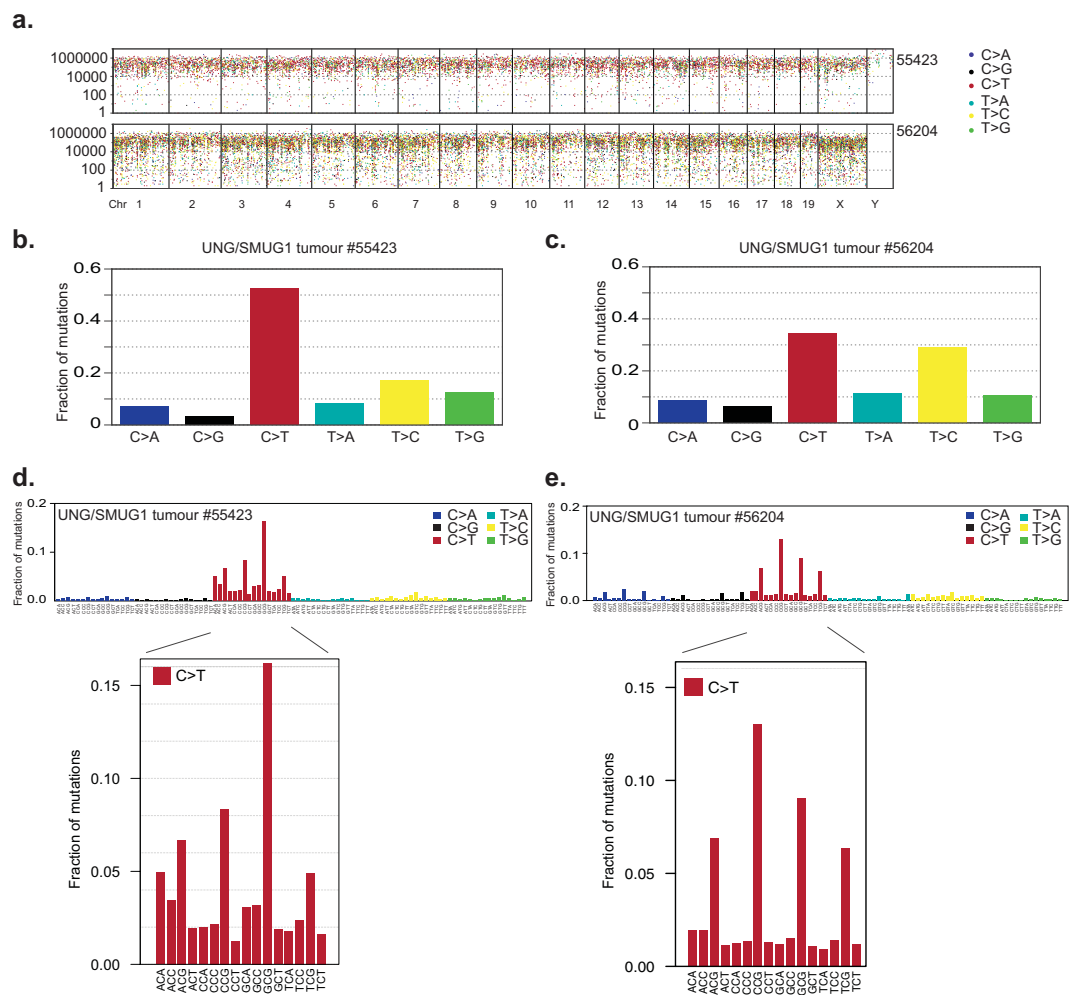 a.
1000000
10000
100
1
55423
C>A
C>G
C>T
T>A
T>C
T>G
1000000
10000
100
1
56204
Chr 1 2 3 4 5 6 7 8 9 10 11 12 13 14 15 16 17 18 19 X Y
b.
UNG/SMUG1 tumour #55423
Fraction of mutations
0.6
0.4
0.2
0
C>A C>G C>T T>A T>C T>G
c.
UNG/SMUG1 tumour #56204
Fraction of mutations
0.6
0.4
0.2
0
C>A C>G C>T T>A T>C T>G
d.
Fraction of mutations
0.2
0.1
0.0
UNG/SMUG1 tumour #55423
C>A T>A
C>G T>C
C>T T>G
C>T
Fraction of mutations
0.15
0.10
0.05
0.00
ACA ACC ACG ACT CCA CCC CCG CCT GCA GCC GCG GCT TCA TCC TCG TCT
e.
Fraction of mutations
0.2
0.1
0.0
UNG/SMUG1 tumour #56204
C>A T>A
C>G T>C
C>T T>G
C>T
Fraction of mutations
0.15
0.10
0.05
0.00
ACA ACC ACG ACT CCA CCC CCG CCT GCA GCC GCG GCT TCA TCC TCG TCT